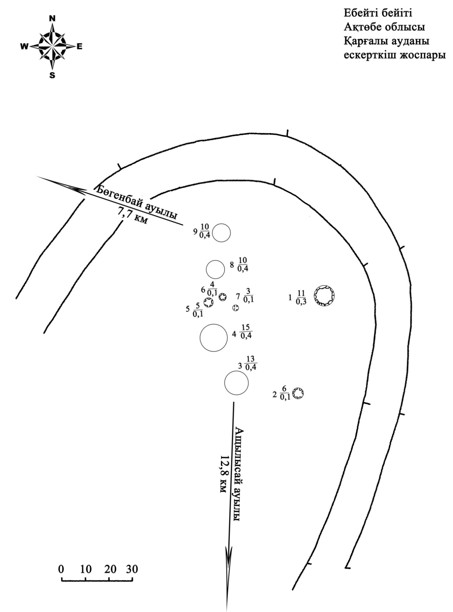 N
W E
S
Ебейті бейіті
Ақтөбе облысы
Қарғалы ауданы
ескерткіш жоспары
Бөгенбай ауылы
7,7 км
9 10/0,4
8 10/0,4
6 4/0,1
7 3/0,1
5 5/0,1
1 11/0,3
4 15/0,4
3 13/0,4
2 6/0,1
Ащылысай ауылы
12,8 км
0 10 20 30